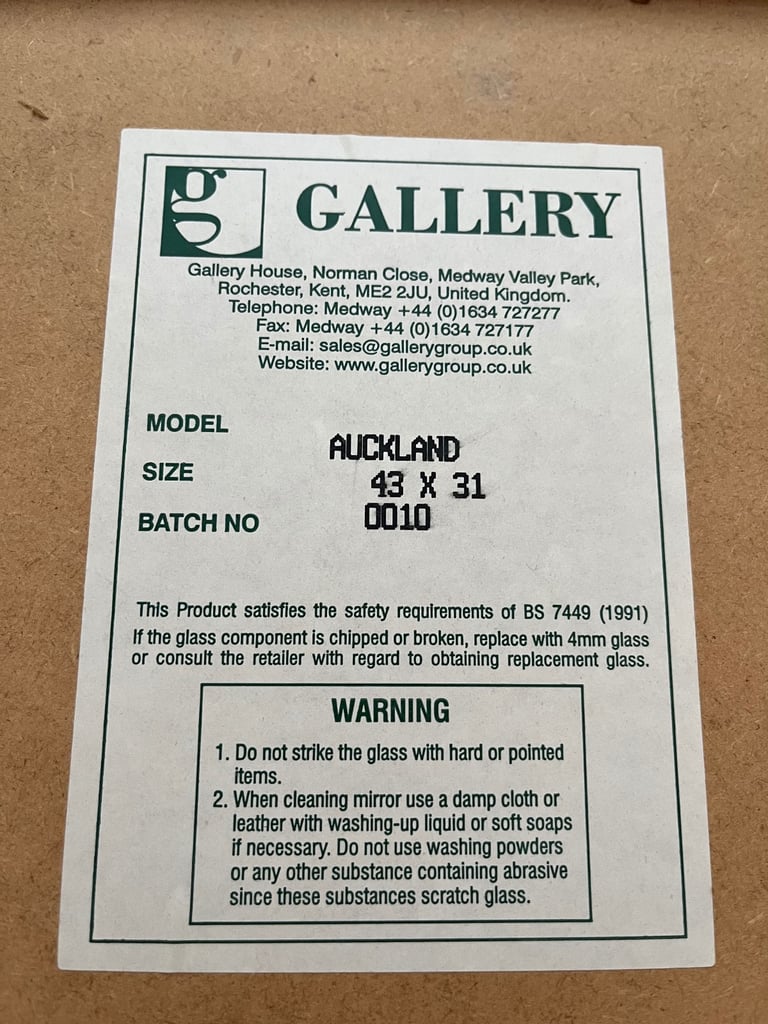 g GALLERY
Gallery House, Norman Close, Medway Valley Park,
Rochester, Kent, ME2 2JU, United Kingdom.
Telephone: Medway +44 (0)1634 727277
Fax: Medway +44 (0)1634 727177
E-mail: sales@gallerygroup.co.uk
Website: www.gallerygroup.co.uk
MODEL AUCKLAND
SIZE 43 X 31
BATCH NO 0010
This Product satisfies the safety requirements of BS 7449 (1991)
If the glass component is chipped or broken, replace with 4mm glass
or consult the retailer with regard to obtaining replacement glass.
WARNING
1. Do not strike the glass with hard or pointed
items.
2. When cleaning mirror use a damp cloth or
leather with washing-up liquid or soft soaps
if necessary. Do not use washing powders
or any other substance containing abrasive
since these substances scratch glass.